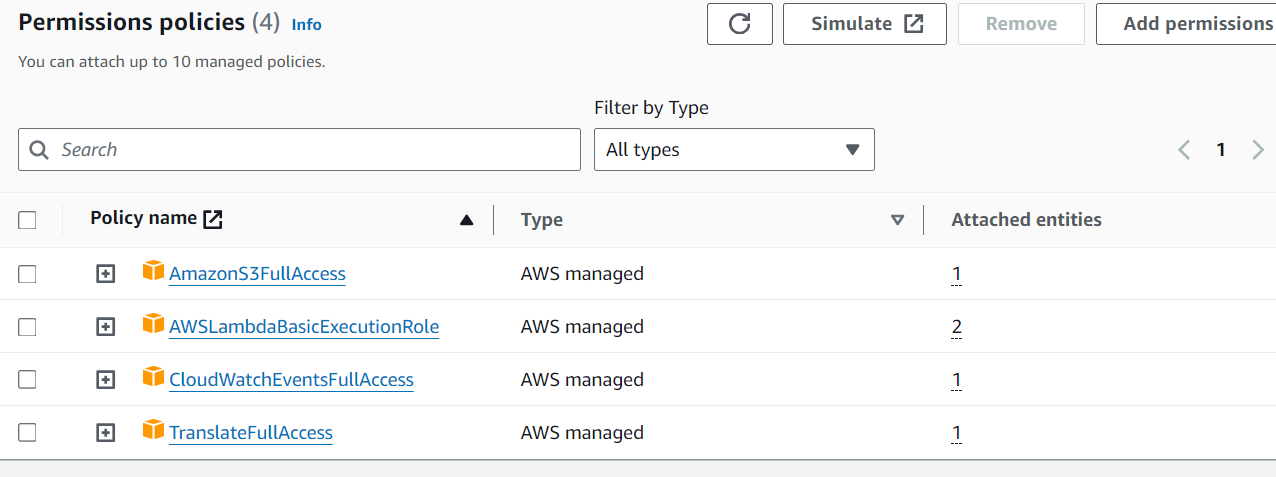 Permissions policies (4) Info
Simulate
Remove
Add permissions
You can attach up to 10 managed policies.
Filter by Type
Search
All types
1
Policy name
Type
Attached entities
AmazonS3FullAccess
AWS managed
1
AWSLambdaBasicExecutionRole
AWS managed
2
CloudWatchEventsFullAccess
AWS managed
1
TranslateFullAccess
AWS managed
1